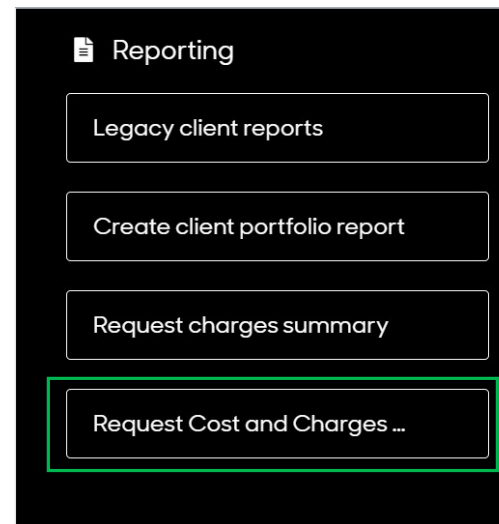 Reporting
Legacy client reports
Create client portfolio report
Request charges summary
Request Cost and Charges ...